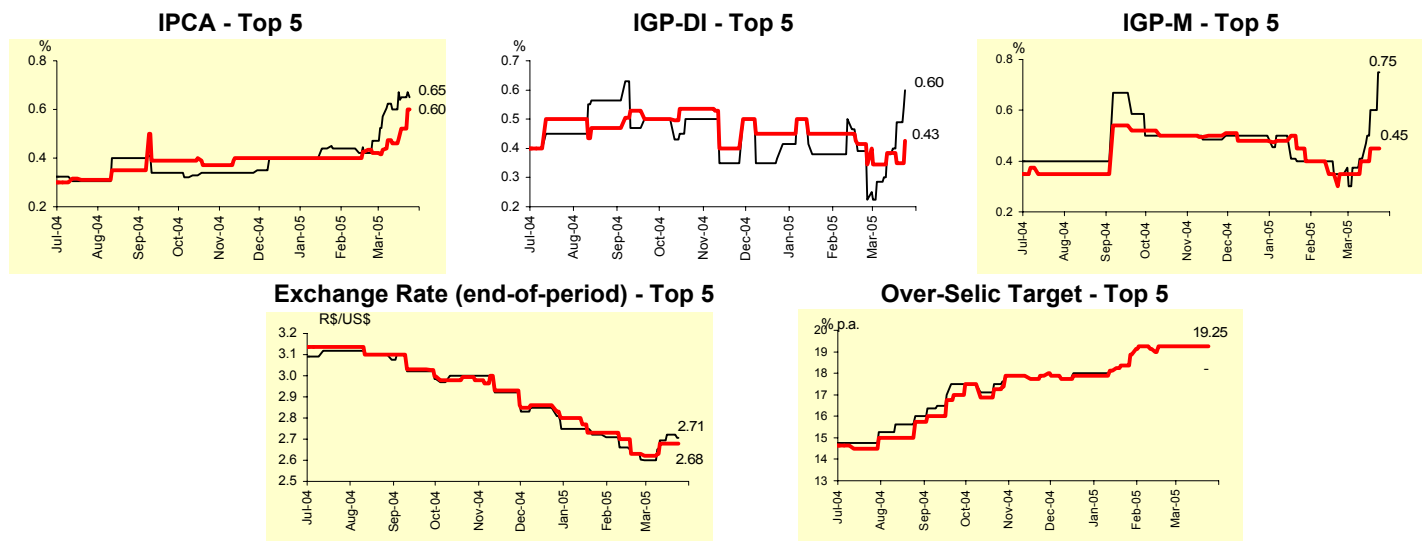 IPCA - Top 5
%
0.8
0.6
0.4
0.2
0.65
0.60
Jul-04
Aug-04
Sep-04
Oct-04
Nov-04
Dec-04
Jan-05
Feb-05
Mar-05
IGP-DI - Top 5
%
0.7
0.6
0.5
0.4
0.3
0.2
0.60
0.43
Jul-04
Aug-04
Sep-04
Oct-04
Nov-04
Dec-04
Jan-05
Feb-05
Mar-05
IGP-M - Top 5
%
0.8
0.6
0.4
0.2
0.75
0.45
Jul-04
Aug-04
Sep-04
Oct-04
Nov-04
Dec-04
Jan-05
Feb-05
Mar-05
Exchange Rate (end-of-period) - Top 5
R$/US$
3.2
3.1
3.0
2.9
2.8
2.7
2.6
2.5
2.71
2.68
Jul-04
Aug-04
Sep-04
Oct-04
Nov-04
Dec-04
Jan-05
Feb-05
Mar-05
Over-Selic Target - Top 5
% p.a.
20
19
18
17
16
15
14
13
19.25
-
Jul-04
Aug-04
Sep-04
Oct-04
Nov-04
Dec-04
Jan-05
Feb-05
Mar-05